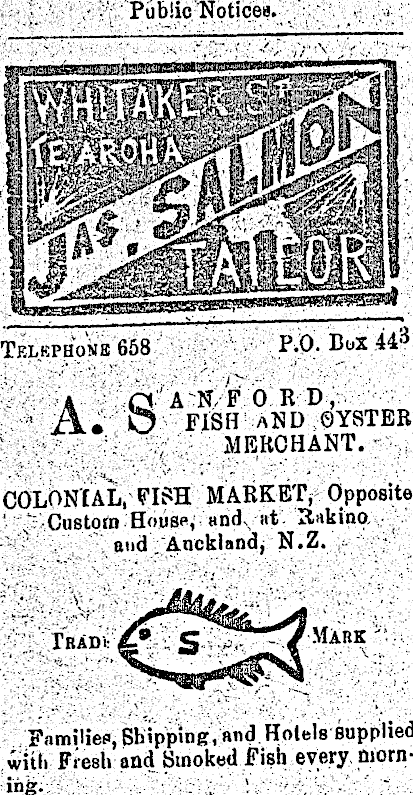 Public Notices.
WHITAKER ST
TE AROHA
JAS. SALMON
TAILOR
TELEPHONE 658 P.O. Box 443
A. SANFORD,
FISH AND OYSTER
MERCHANT.
COLONIAL FISH MARKET, Opposite
Custom House, and at Rakino
and Auckland, N.Z.
TRADE S MARK
Families, Shipping, and Hotels supplied
with Fresh and Smoked Fish every morn-
ing.